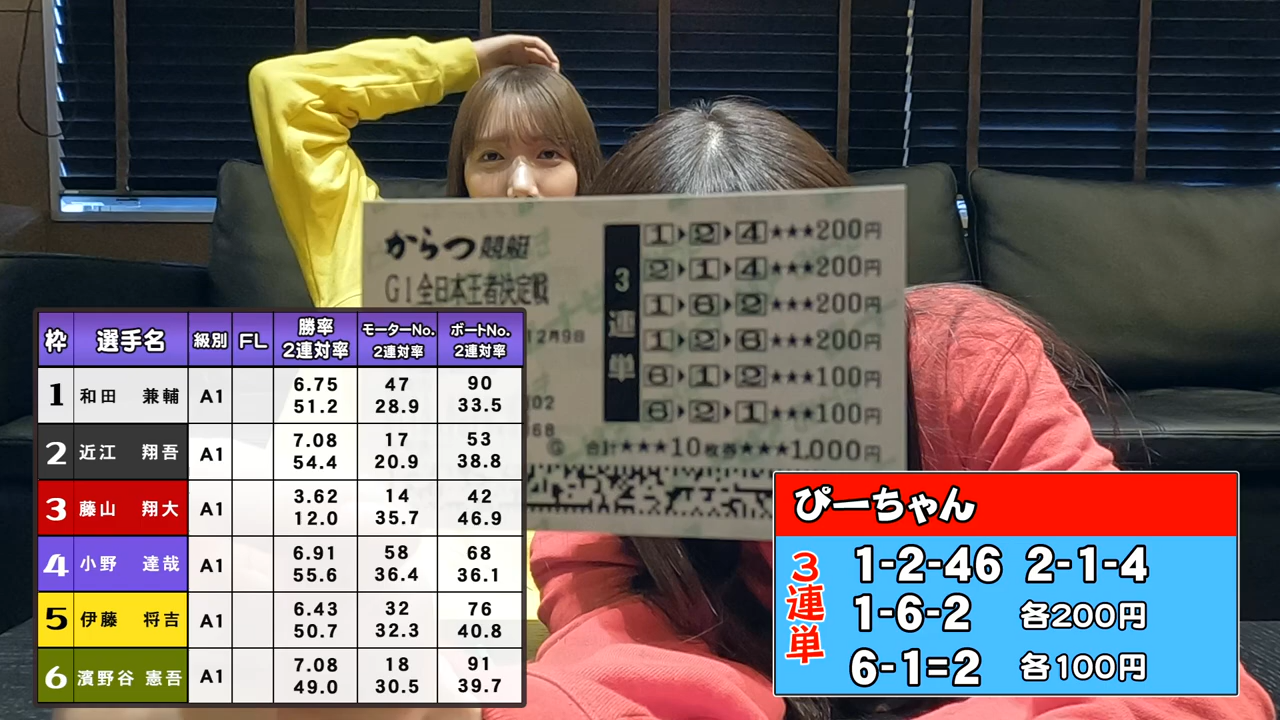 からつ競艇
G1全日本王者決定戦
12月9日
3連単
1▶2▶4★★★200円
2▶1▶4★★★200円
1▶6▶2★★★200円
1▶2▶6★★★200円
6▶1▶2★★★100円
6▶2▶1★★★100円
合計★★★10枚券★★★1,000円
枠 選手名 級別 FL 勝率 2連対率 モーターNo. 2連対率 ボートNo. 2連対率
1 和田 兼輔 A1 6.75 51.2 47 28.9 90 33.5
2 近江 翔吾 A1 7.08 54.4 17 20.9 53 38.8
3 藤山 翔大 A1 3.62 12.0 14 35.7 42 46.9
4 小野 達哉 A1 6.91 55.6 58 36.4 68 36.1
5 伊藤 将吉 A1 6.43 50.7 32 32.3 76 40.8
6 濱野谷 憲吾 A1 7.08 49.0 18 30.5 91 39.7
ぴーちゃん
3連単
1-2-46 2-1-4
1-6-2 各200円
6-1=2 各100円